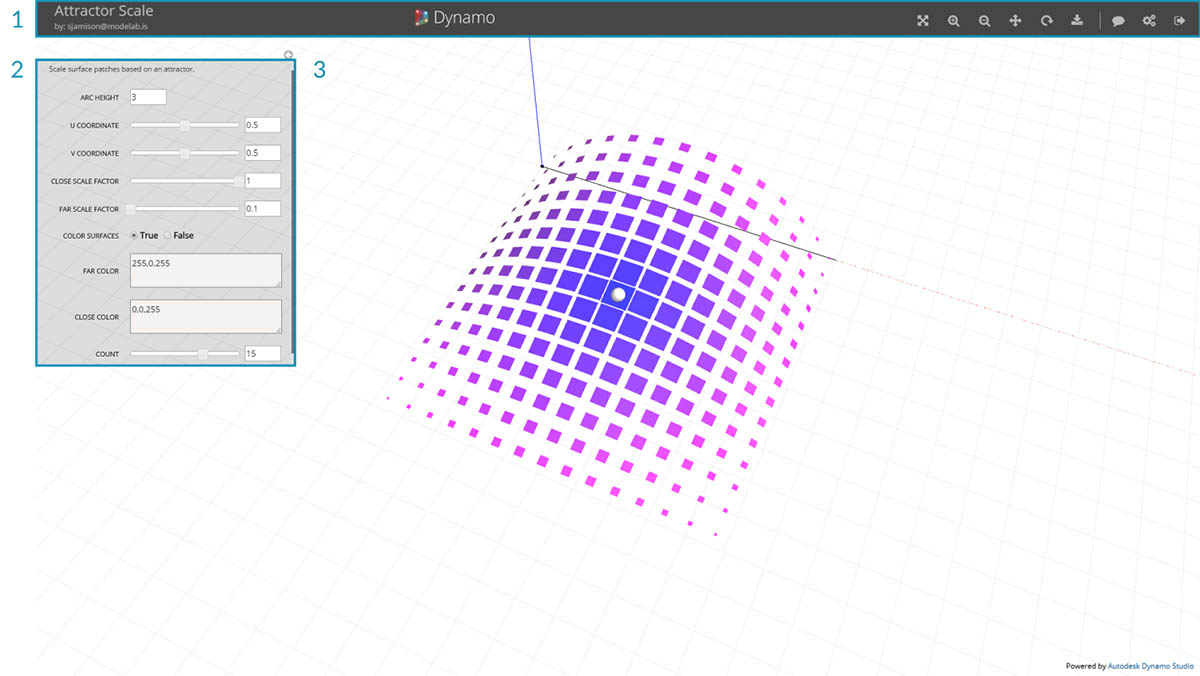 1
Attractor Scale
by: sjamison@modelab.is
Dynamo
2
3
Scale surface patches based on an attractor.
ARC HEIGHT 3
U COORDINATE 0.5
V COORDINATE 0.5
CLOSE SCALE FACTOR 1
FAR SCALE FACTOR 0.1
COLOR SURFACES True False
FAR COLOR 255,0,255
CLOSE COLOR 0,0,255
COUNT 15
Powered by Autodesk Dynamo Studio